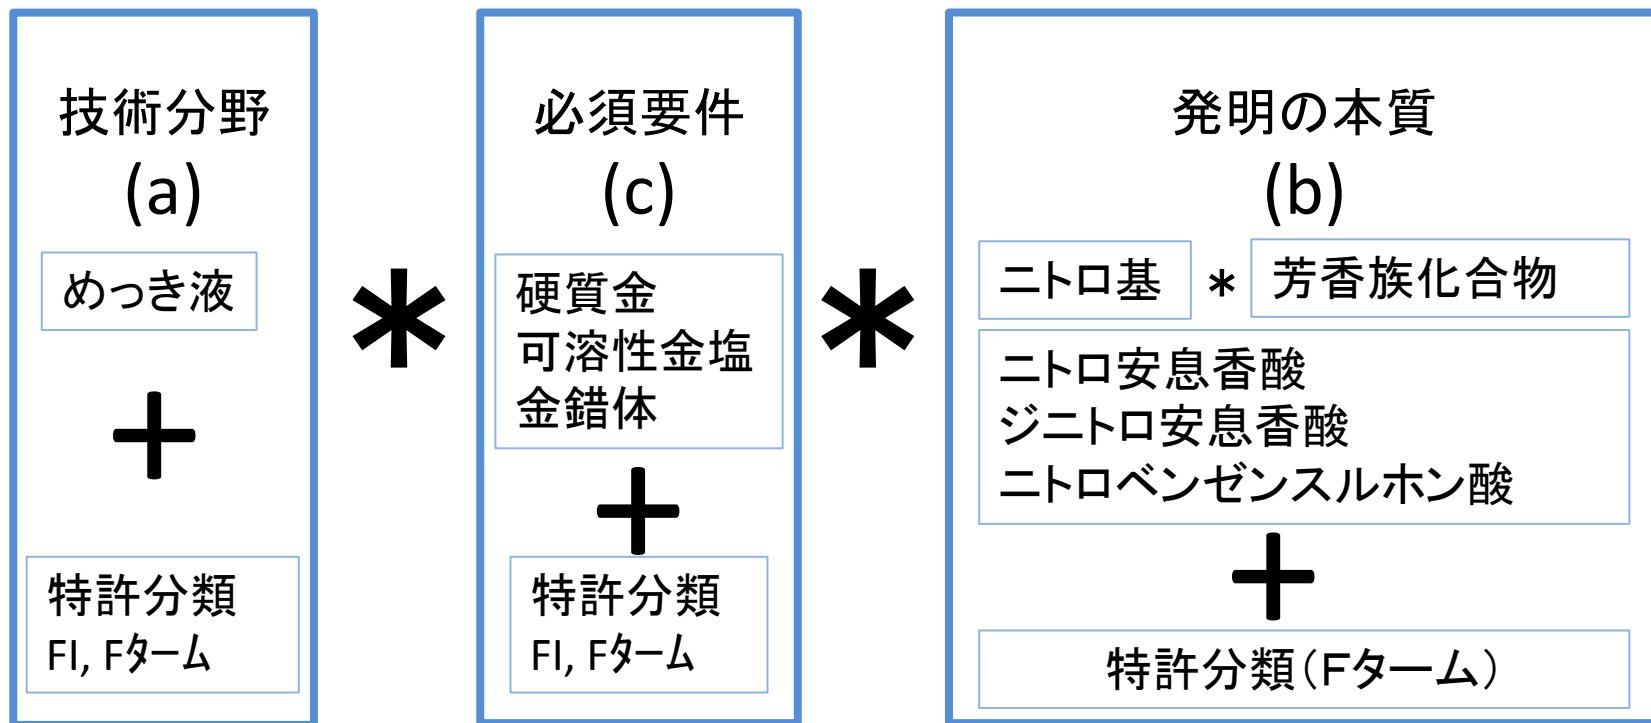 技術分野
(a)
めっき液
+
特許分類
FI, Fターム
*
必須要件
(c)
硬質金
可溶性金塩
金錯体
+
特許分類
FI, Fターム
*
発明の本質
(b)
ニトロ基 * 芳香族化合物
ニトロ安息香酸
ジニトロ安息香酸
ニトロベンゼンスルホン酸
+
特許分類(Fターム)